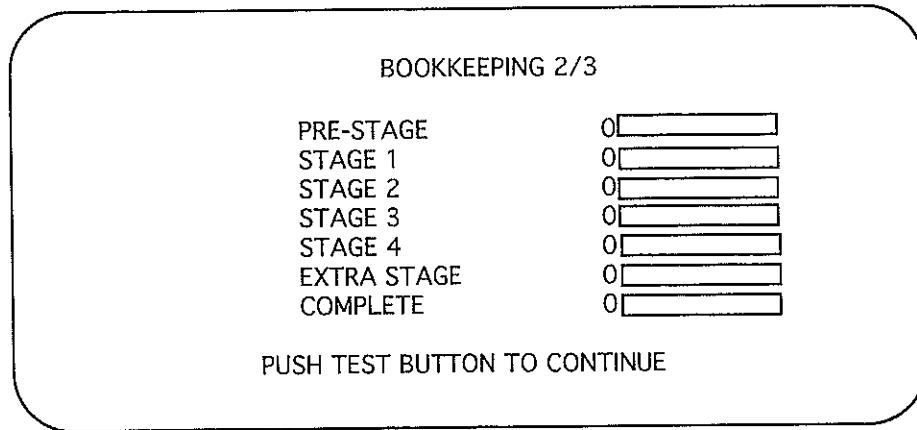 BOOKKEEPING 2/3
PRE-STAGE 0
STAGE 1 0
STAGE 2 0
STAGE 3 0
STAGE 4 0
EXTRA STAGE 0
COMPLETE 0
PUSH TEST BUTTON TO CONTINUE